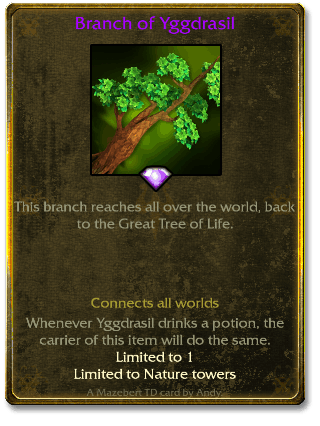 Branch of Yggdrasil
This branch reaches all over the world, back
to the Great Tree of Life.
Connects all worlds
Whenever Yggdrasil drinks a potion, the
carrier of this item will do the same.
Limited to 1
Limited to Nature towers
A Mazebert TD card by Andy.